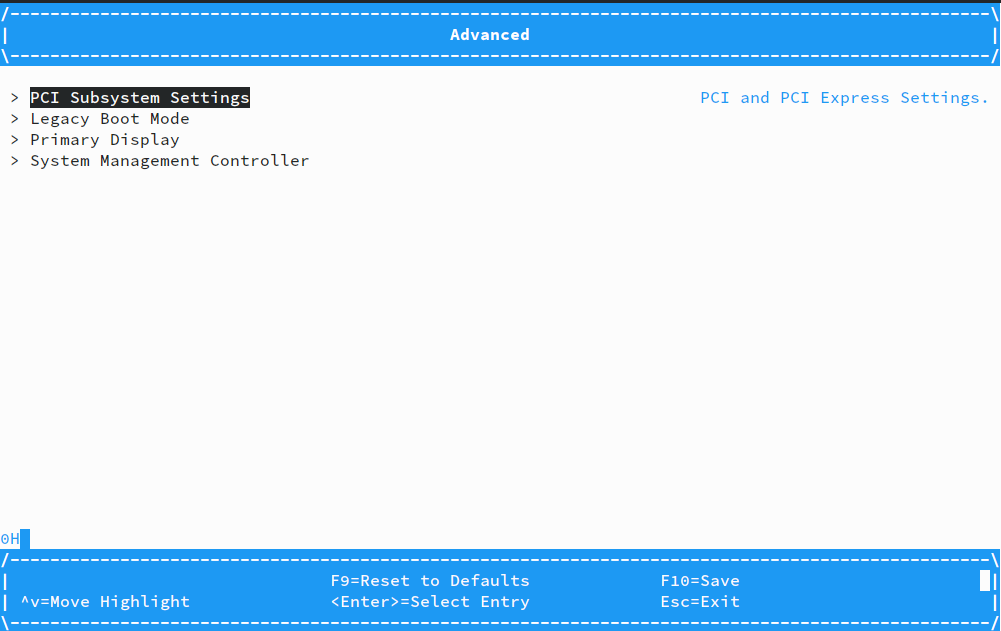 /--------------------------------------------------------------------------------------------------\
| Advanced |
\--------------------------------------------------------------------------------------------------/
> PCI Subsystem Settings PCI and PCI Express Settings.
> Legacy Boot Mode
> Primary Display
> System Management Controller
0H
/--------------------------------------------------------------------------------------------------\
| F9=Reset to Defaults F10=Save |
| ^v=Move Highlight <Enter>=Select Entry Esc=Exit |
\--------------------------------------------------------------------------------------------------/